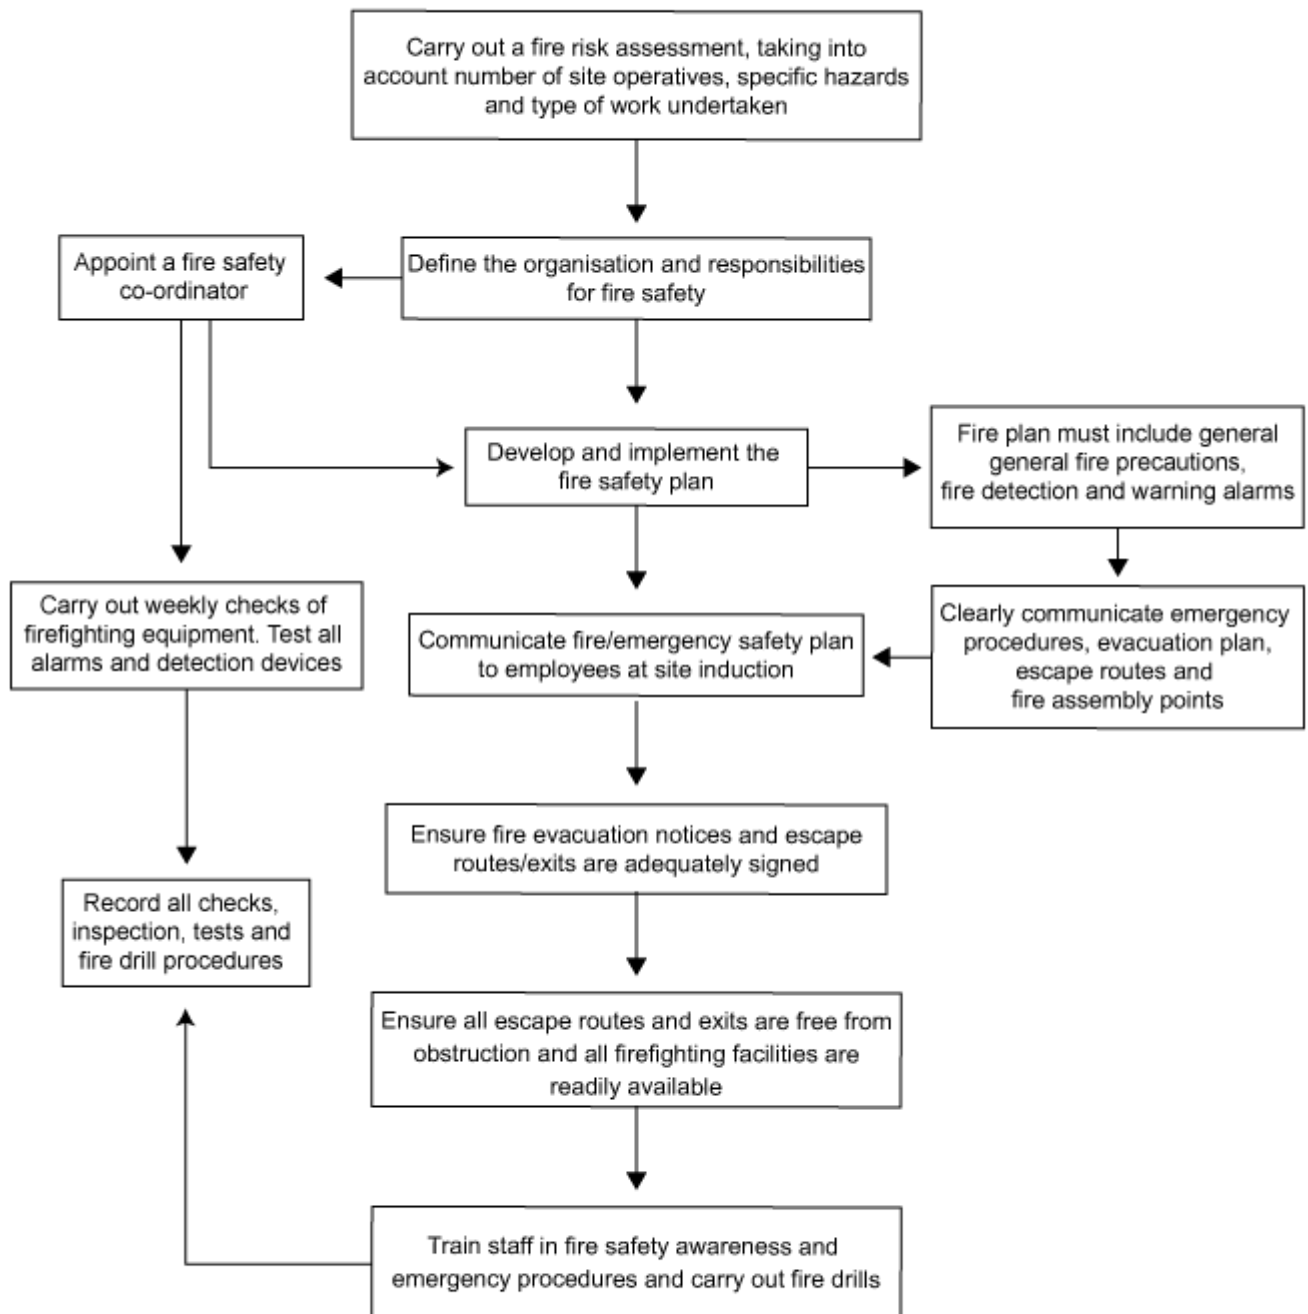 Carry out a fire risk assessment, taking into
account number of site operatives, specific hazards
and type of work undertaken
Appoint a fire safety
co-ordinator
Define the organisation and responsibilities
for fire safety
Develop and implement the
fire safety plan
Fire plan must include general
general fire precautions,
fire detection and warning alarms
Carry out weekly checks of
firefighting equipment. Test all
alarms and detection devices
Communicate fire/emergency safety plan
to employees at site induction
Clearly communicate emergency
procedures, evacuation plan,
escape routes and
fire assembly points
Ensure fire evacuation notices and escape
routes/exits are adequately signed
Record all checks,
inspection, tests and
fire drill procedures
Ensure all escape routes and exits are free from
obstruction and all firefighting facilities are
readily available
Train staff in fire safety awareness and
emergency procedures and carry out fire drills